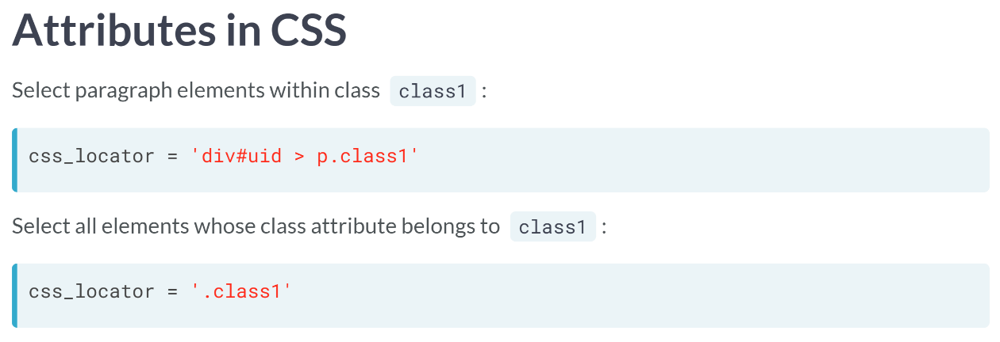 Attributes in CSS
Select paragraph elements within class class1 :
css_locator = 'div#uid > p.class1'
Select all elements whose class attribute belongs to class1 :
css_locator = '.class1'